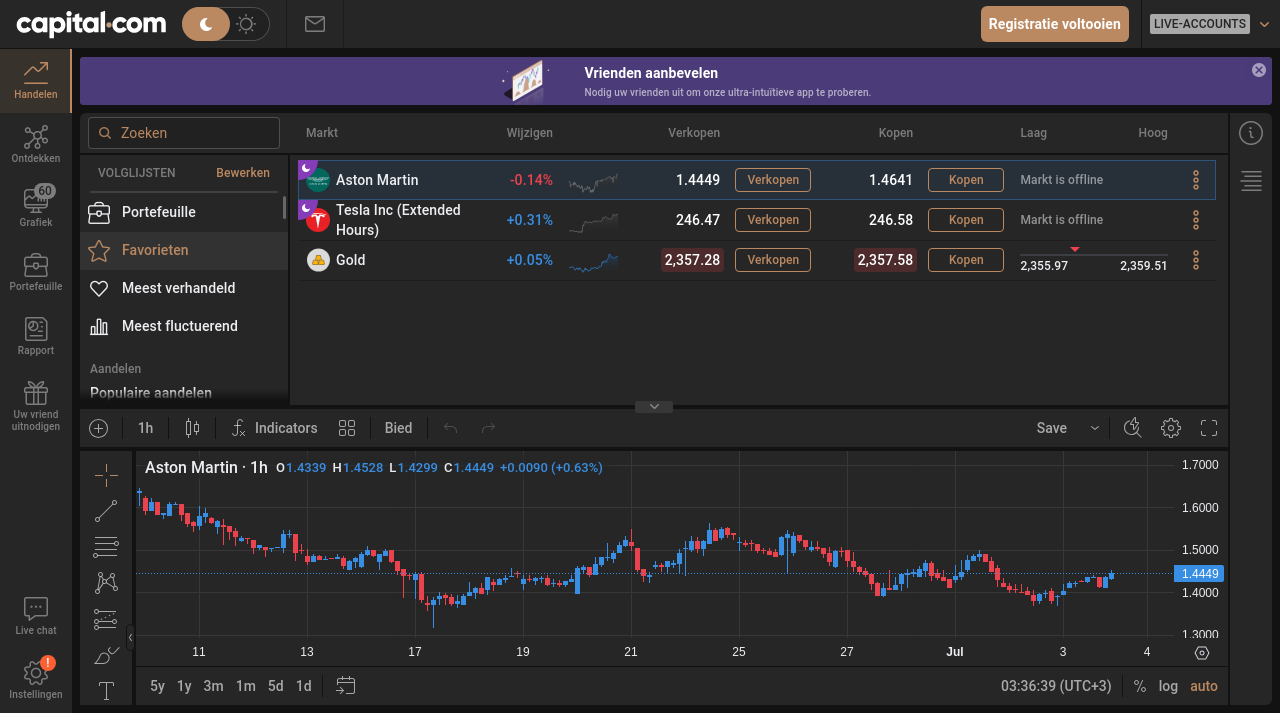 capital.com
Registratie voltooien
LIVE-ACCOUNTS
Handelen
Ontdekken
60
Grafiek
Portefeuille
Rapport
Uw vriend
uitnodigen
Live chat
!
Instellingen
Vrienden aanbevelen
Nodig uw vrienden uit om onze ultra-intuïtieve app te proberen.
Zoeken
VOLGLIJSTEN Bewerken
Portefeuille
Favorieten
Meest verhandeld
Meest fluctuerend
Aandelen
Populaire aandelen
Markt Wijzigen Verkopen Kopen Laag Hoog
Aston Martin -0.14% 1.4449 Verkopen 1.4641 Kopen Markt is offline
Tesla Inc (Extended
Hours) +0.31% 246.47 Verkopen 246.58 Kopen Markt is offline
Gold +0.05% 2,357.28 Verkopen 2,357.58 Kopen 2,355.97 2,359.51
1h Indicators Bied Save
Aston Martin · 1h O1.4339 H1.4528 L1.4299 C1.4449 +0.0090 (+0.63%)
1.7000
1.6000
1.5000
1.4449
1.4000
1.3000
11 13 17 19 21 25 27 Jul 3 4
5y 1y 3m 1m 5d 1d 03:36:39 (UTC+3) % log auto